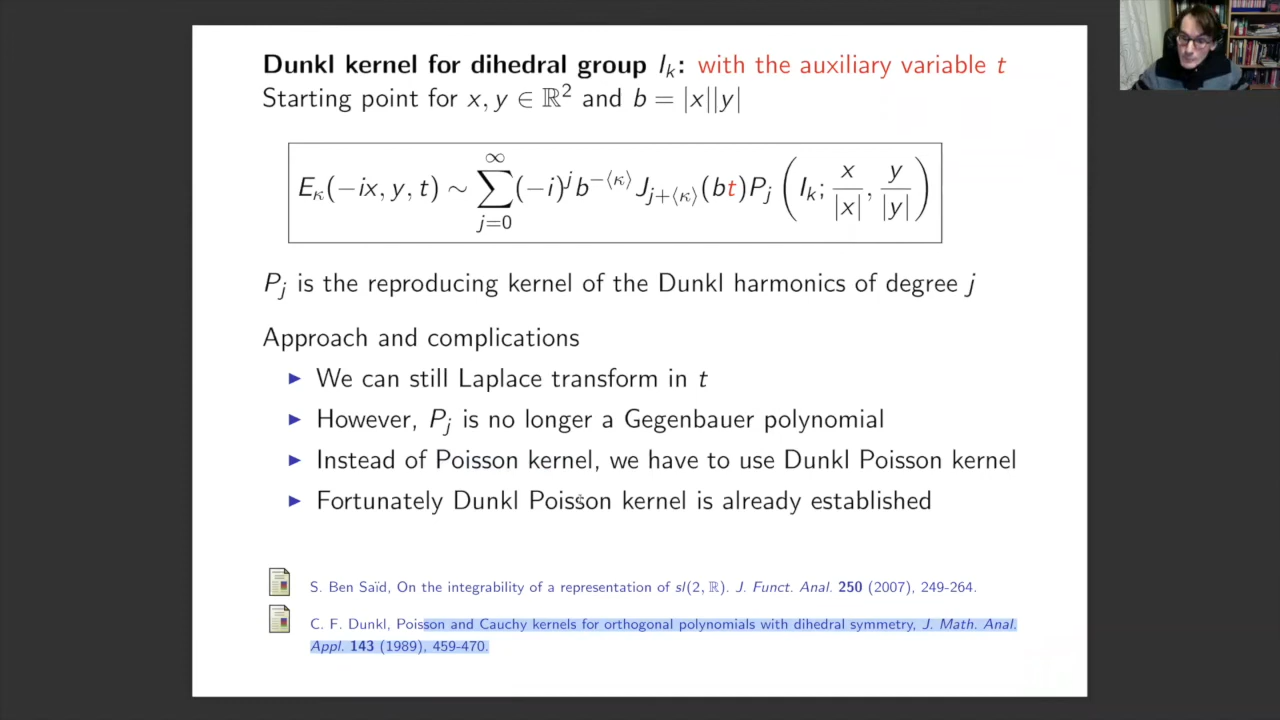 Dunkl kernel for dihedral group I_k: with the auxiliary variable t
Starting point for x, y ∈ ℝ² and b = |x||y|
E_κ(−ix, y, t) ∼ ∑_{j=0}^{∞} (−i)^j b^{−⟨κ⟩} J_{j+⟨κ⟩}(bt) P_j (I_k; x/|x|, y/|y|)
P_j is the reproducing kernel of the Dunkl harmonics of degree j
Approach and complications
▶ We can still Laplace transform in t
▶ However, P_j is no longer a Gegenbauer polynomial
▶ Instead of Poisson kernel, we have to use Dunkl Poisson kernel
▶ Fortunately Dunkl Poisson kernel is already established
S. Ben Saïd, On the integrability of a representation of sl(2, ℝ). J. Funct. Anal. 250 (2007), 249-264.
C. F. Dunkl, Poisson and Cauchy kernels for orthogonal polynomials with dihedral symmetry, J. Math. Anal.
Appl. 143 (1989), 459-470.